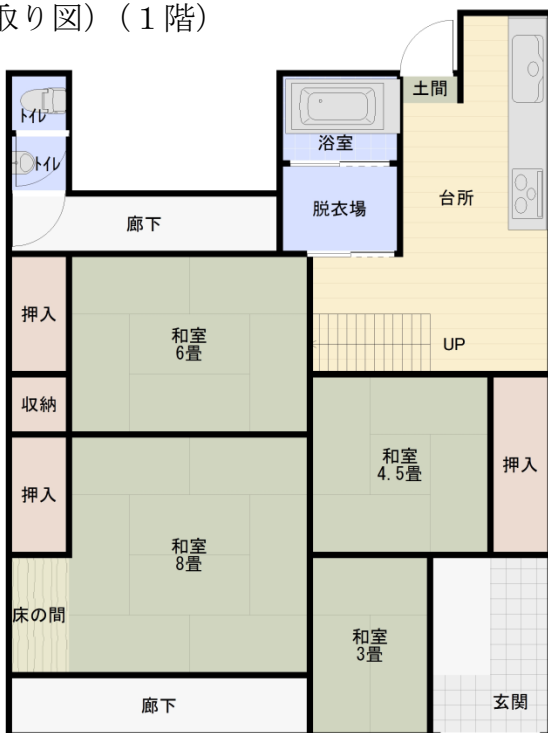 取り図）（１階）
土間
トイレ
浴室
トイレ
台所
脱衣場
廊下
押入
和室
6畳
UP
収納
和室
4.5畳
押入
押入
和室
8畳
床の間
和室
3畳
廊下
玄関